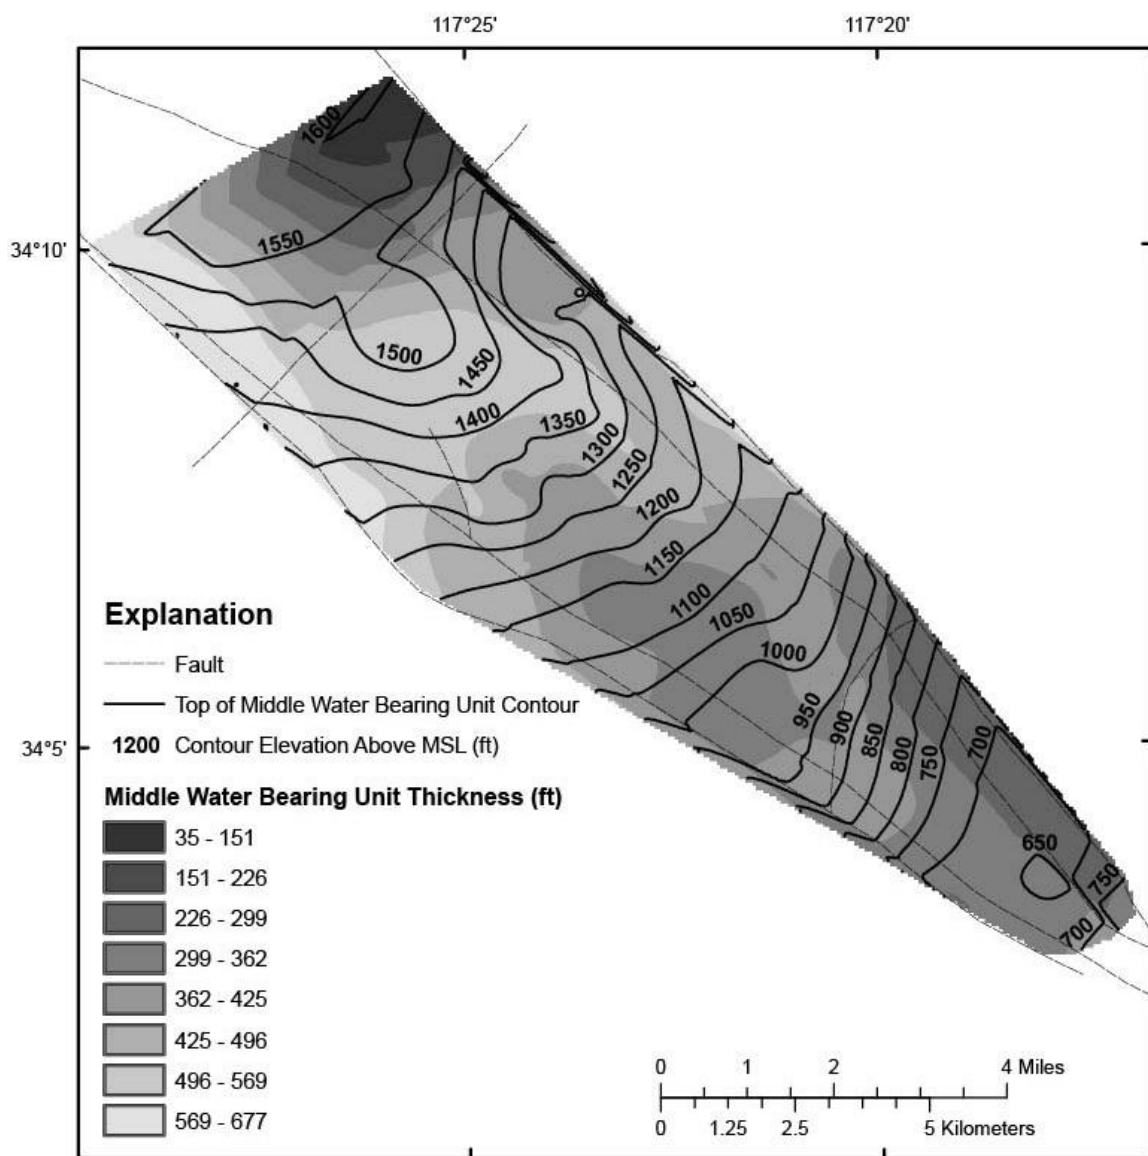 117°25' 117°20'
34°10'
34°5'
1600
1550
1500
1450
1400
1350
1300
1250
1200
1150
1100
1050
1000
950
900
850
800
750
700
650
750
700
Explanation
Fault
Top of Middle Water Bearing Unit Contour
1200 Contour Elevation Above MSL (ft)
Middle Water Bearing Unit Thickness (ft)
35 - 151
151 - 226
226 - 299
299 - 362
362 - 425
425 - 496
496 - 569
569 - 677
0 1 2 4 Miles
0 1.25 2.5 5 Kilometers